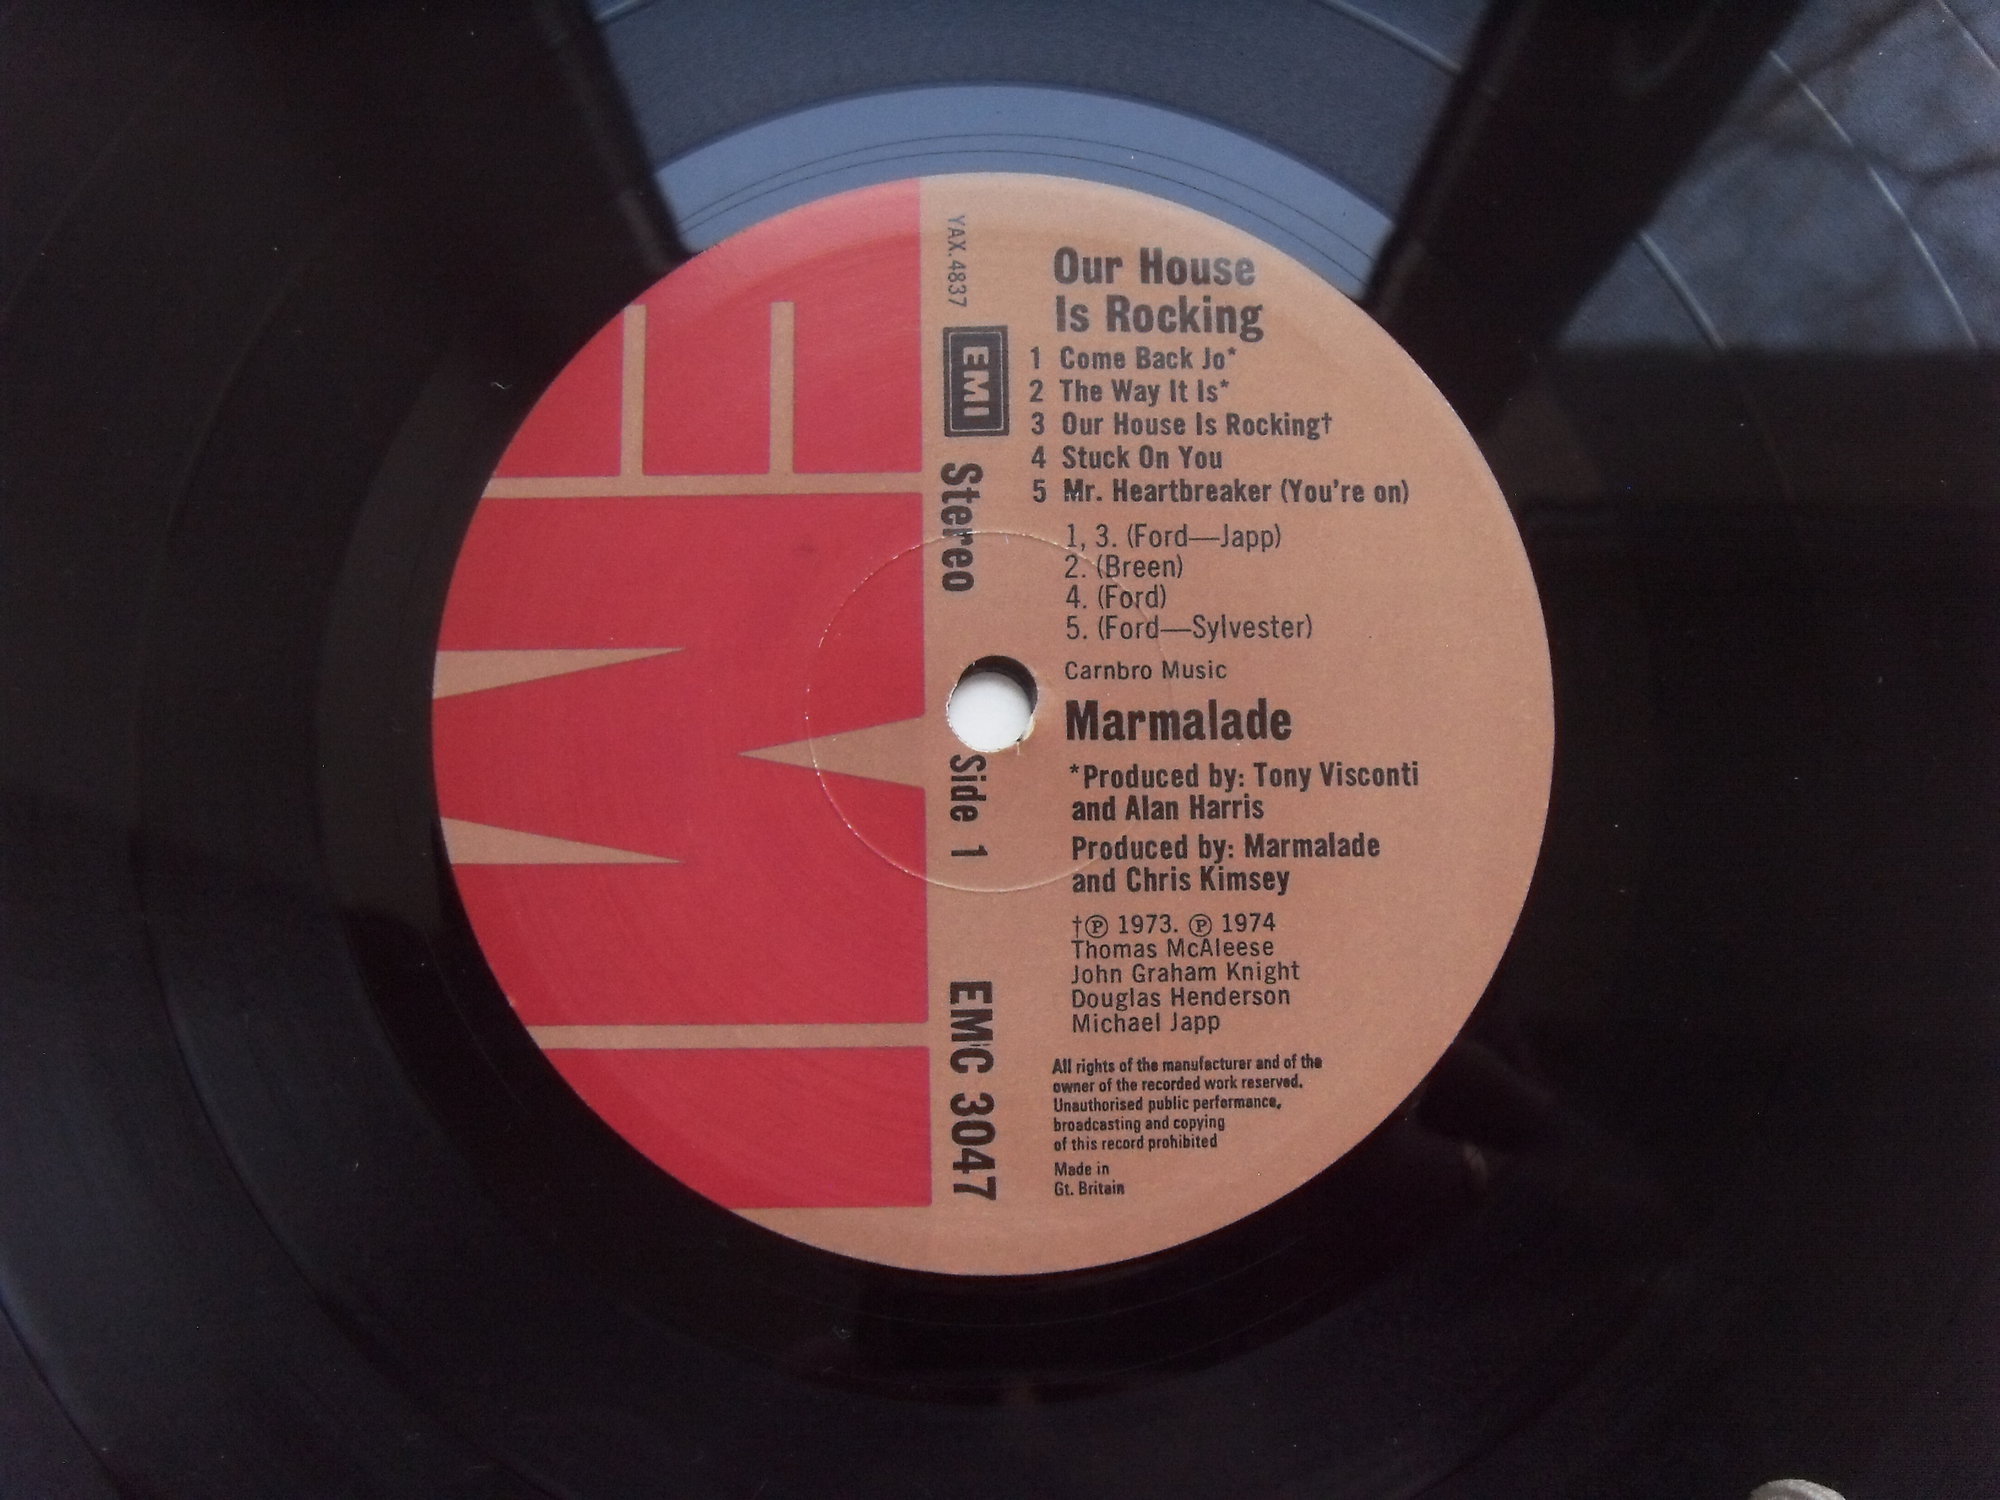 YAX.4837
EMI
Stereo
Side 1
EMC 3047
Our House
Is Rocking
1 Come Back Jo*
2 The Way It Is*
3 Our House Is Rocking†
4 Stuck On You
5 Mr. Heartbreaker (You're on)
1, 3. (Ford—Japp)
2. (Breen)
4. (Ford)
5. (Ford—Sylvester)
Carnbro Music
Marmalade
*Produced by: Tony Visconti
and Alan Harris
Produced by: Marmalade
and Chris Kimsey
†℗ 1973. ℗ 1974
Thomas McAleese
John Graham Knight
Douglas Henderson
Michael Japp
All rights of the manufacturer and of the
owner of the recorded work reserved.
Unauthorised public performance,
broadcasting and copying
of this record prohibited
Made in
Gt. Britain